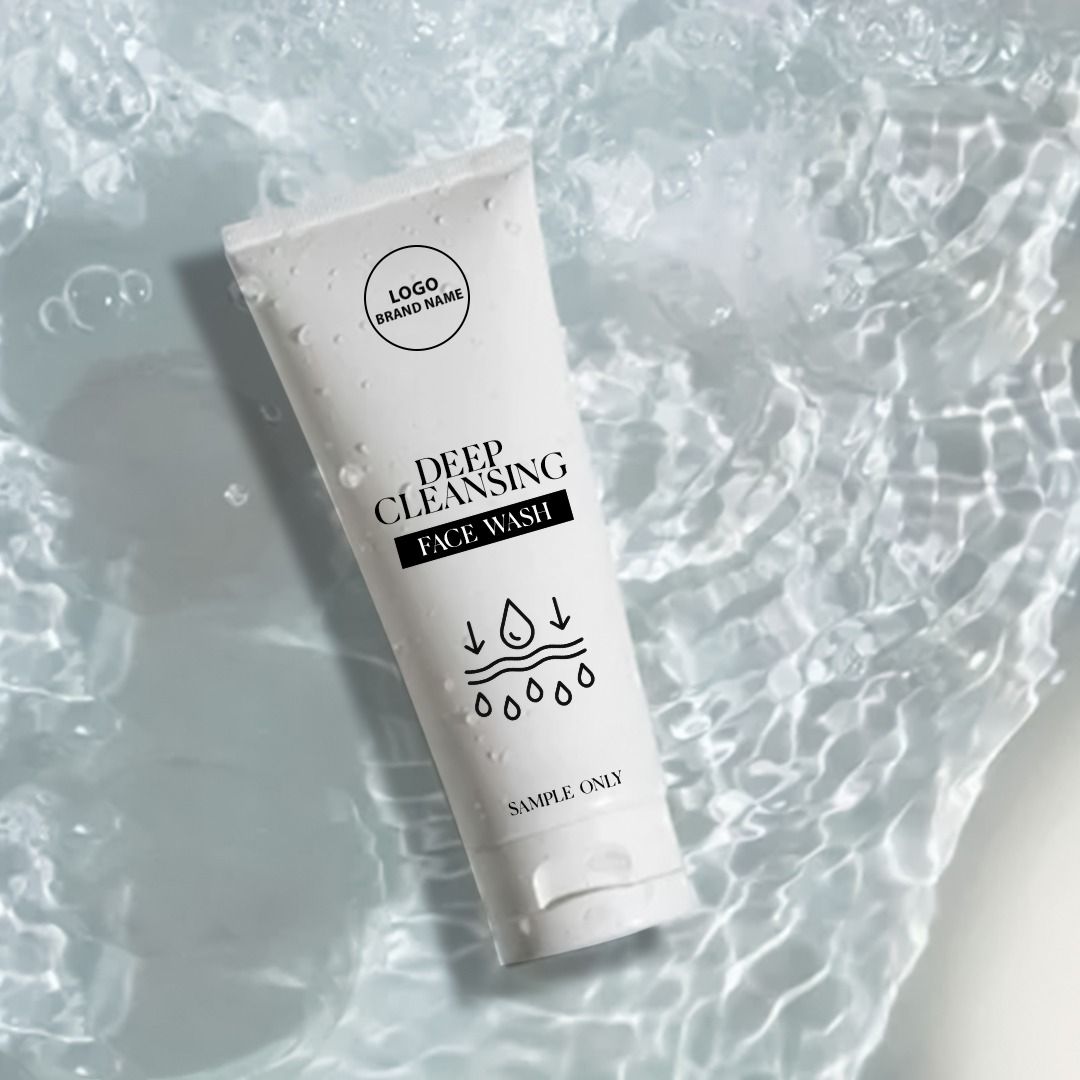 LOGO
BRAND NAME
DEEP
CLEANSING
FACE WASH
SAMPLE ONLY